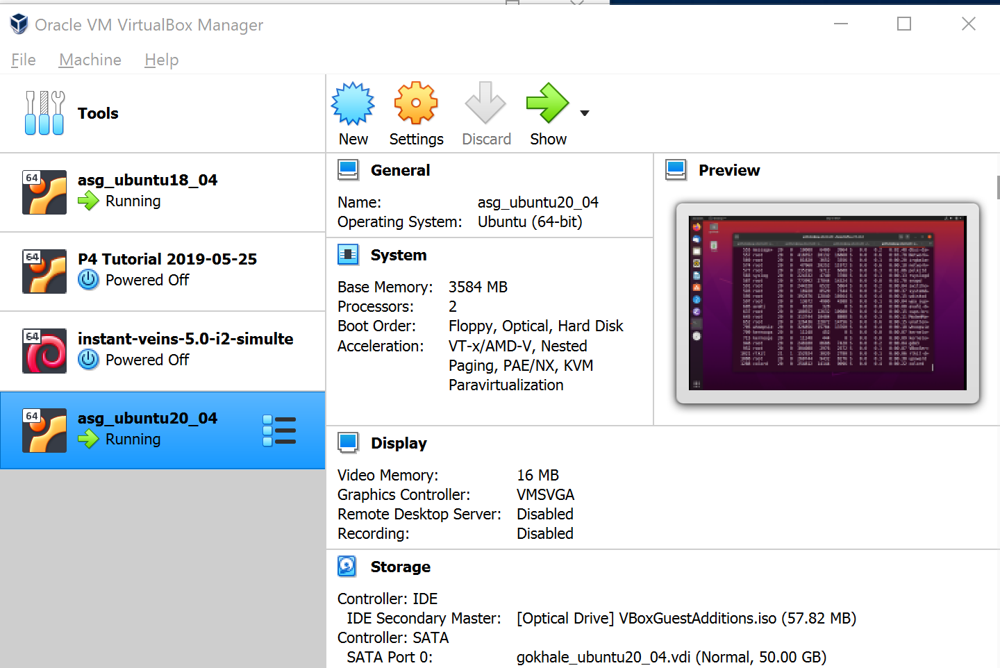 Oracle VM VirtualBox Manager
File Machine Help
Tools
New Settings Discard Show
64
asg_ubuntu18_04
Running
64
P4 Tutorial 2019-05-25
Powered Off
64
instant-veins-5.0-i2-simulte
Powered Off
64
asg_ubuntu20_04
Running
General
Name: asg_ubuntu20_04
Operating System: Ubuntu (64-bit)
Preview
System
Base Memory: 3584 MB
Processors: 2
Boot Order: Floppy, Optical, Hard Disk
Acceleration: VT-x/AMD-V, Nested
Paging, PAE/NX, KVM
Paravirtualization
Display
Video Memory: 16 MB
Graphics Controller: VMSVGA
Remote Desktop Server: Disabled
Recording: Disabled
Storage
Controller: IDE
IDE Secondary Master: [Optical Drive] VBoxGuestAdditions.iso (57.82 MB)
Controller: SATA
SATA Port 0: gokhale_ubuntu20_04.vdi (Normal, 50.00 GB)